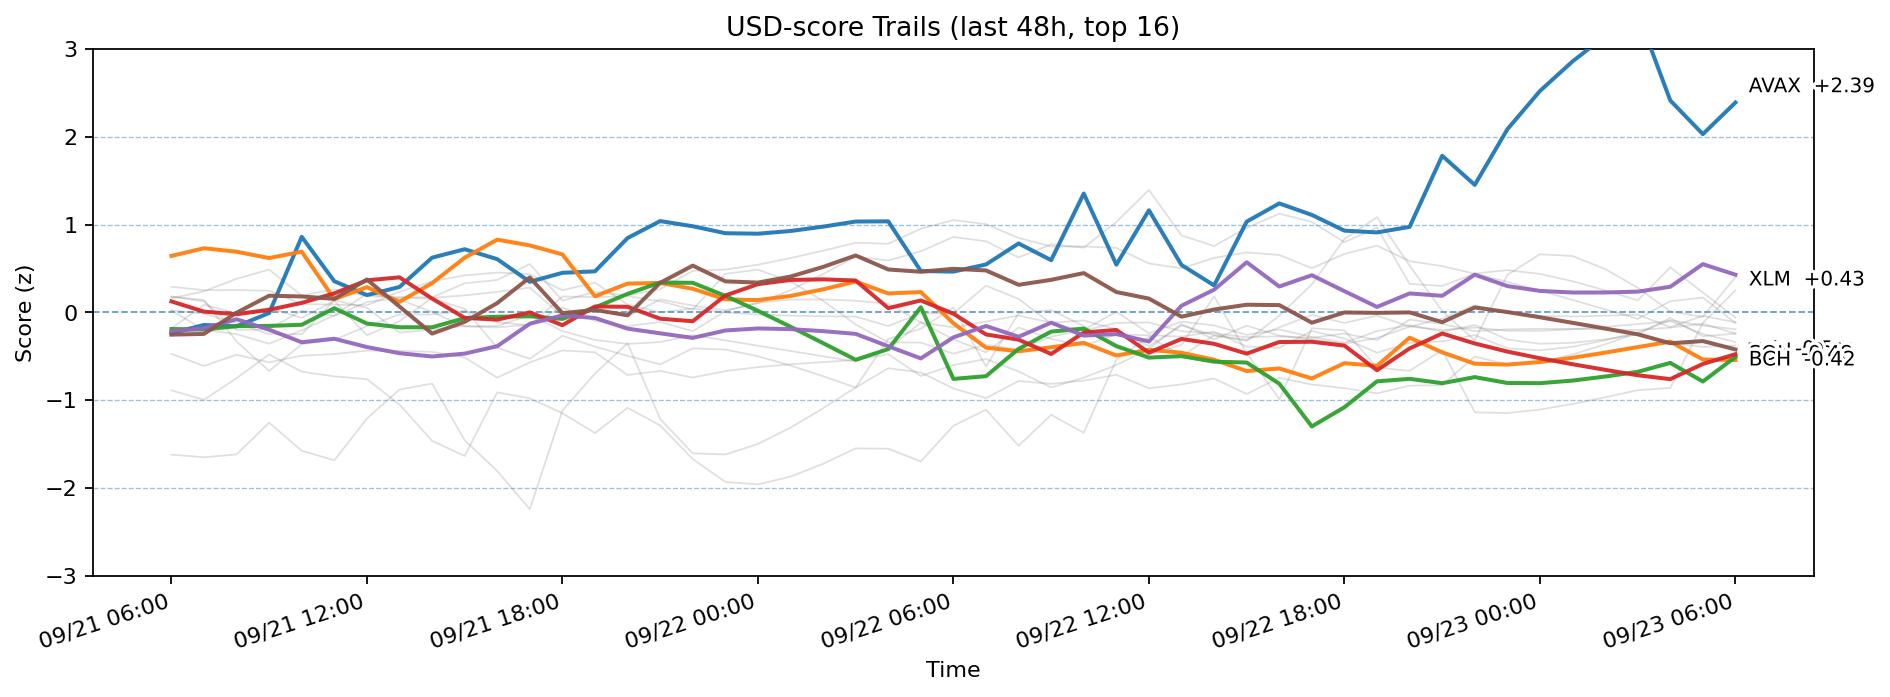 USD-score Trails (last 48h, top 16)
Score (z)
3
2
1
0
−1
−2
−3
AVAX +2.39
XLM +0.43
BCH -0.42
09/21 06:00
09/21 12:00
09/21 18:00
09/22 00:00
09/22 06:00
09/22 12:00
09/22 18:00
09/23 00:00
09/23 06:00
Time